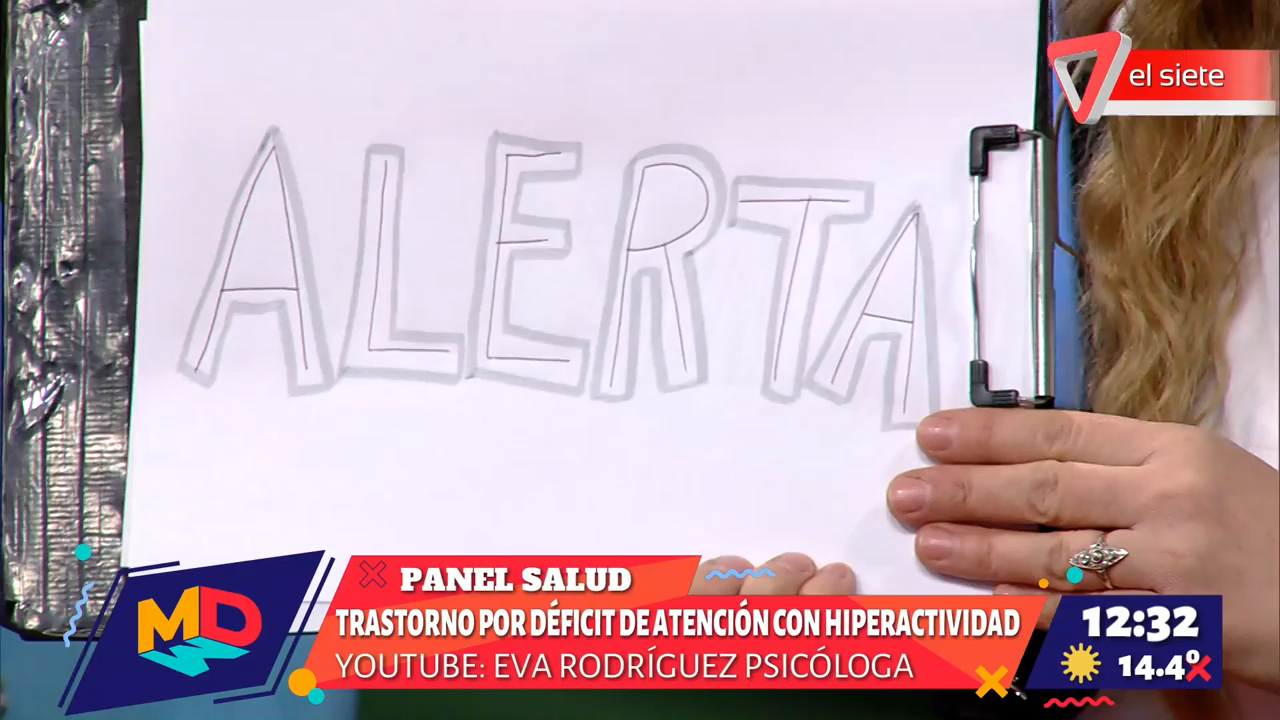 el siete
ALERTA
PANEL SALUD
TRASTORNO POR DÉFICIT DE ATENCIÓN CON HIPERACTIVIDAD
YOUTUBE: EVA RODRÍGUEZ PSICÓLOGA
MD
12:32
14.4º